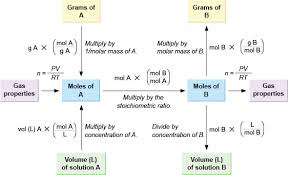 Grams of
A
Grams of
B
g A × (mol A / g A)
Multiply by
1/molar mass of A.
Multiply by
molar mass of B.
mol B × (g B / mol B)
n = PV / RT
mol A × (mol B / mol A)
n = PV / RT
Gas
properties
Moles of
A
Multiply by the
stoichiometric ratio.
Moles of
B
Gas
properties
vol (L) A × (mol A / L)
Multiply by
concentration of A.
Divide by
concentration of B.
mol B × (L / mol B)
Volume (L)
of solution A
Volume (L)
of solution B